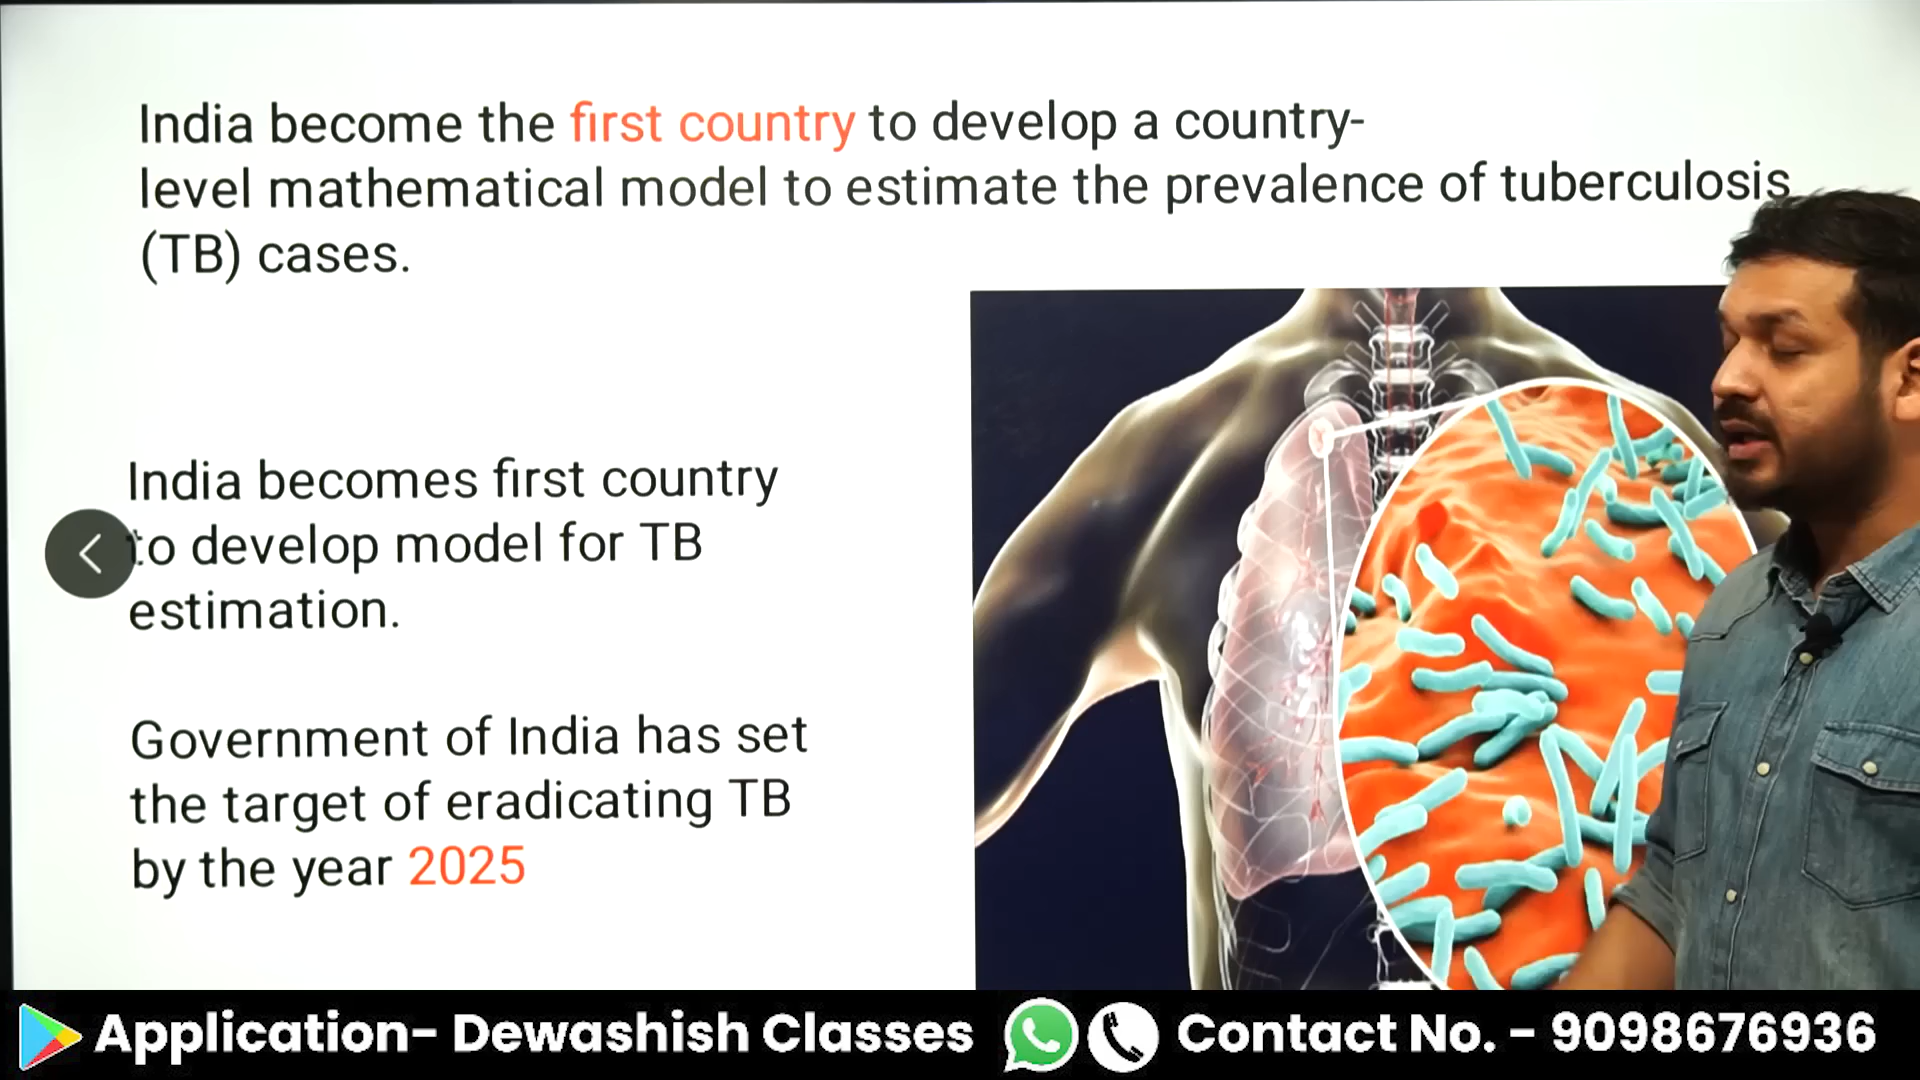 India become the first country to develop a country-
level mathematical model to estimate the prevalence of tuberculosis
(TB) cases.
India becomes first country
to develop model for TB
estimation.
Government of India has set
the target of eradicating TB
by the year 2025
Application- Dewashish Classes
Contact No. - 9098676936